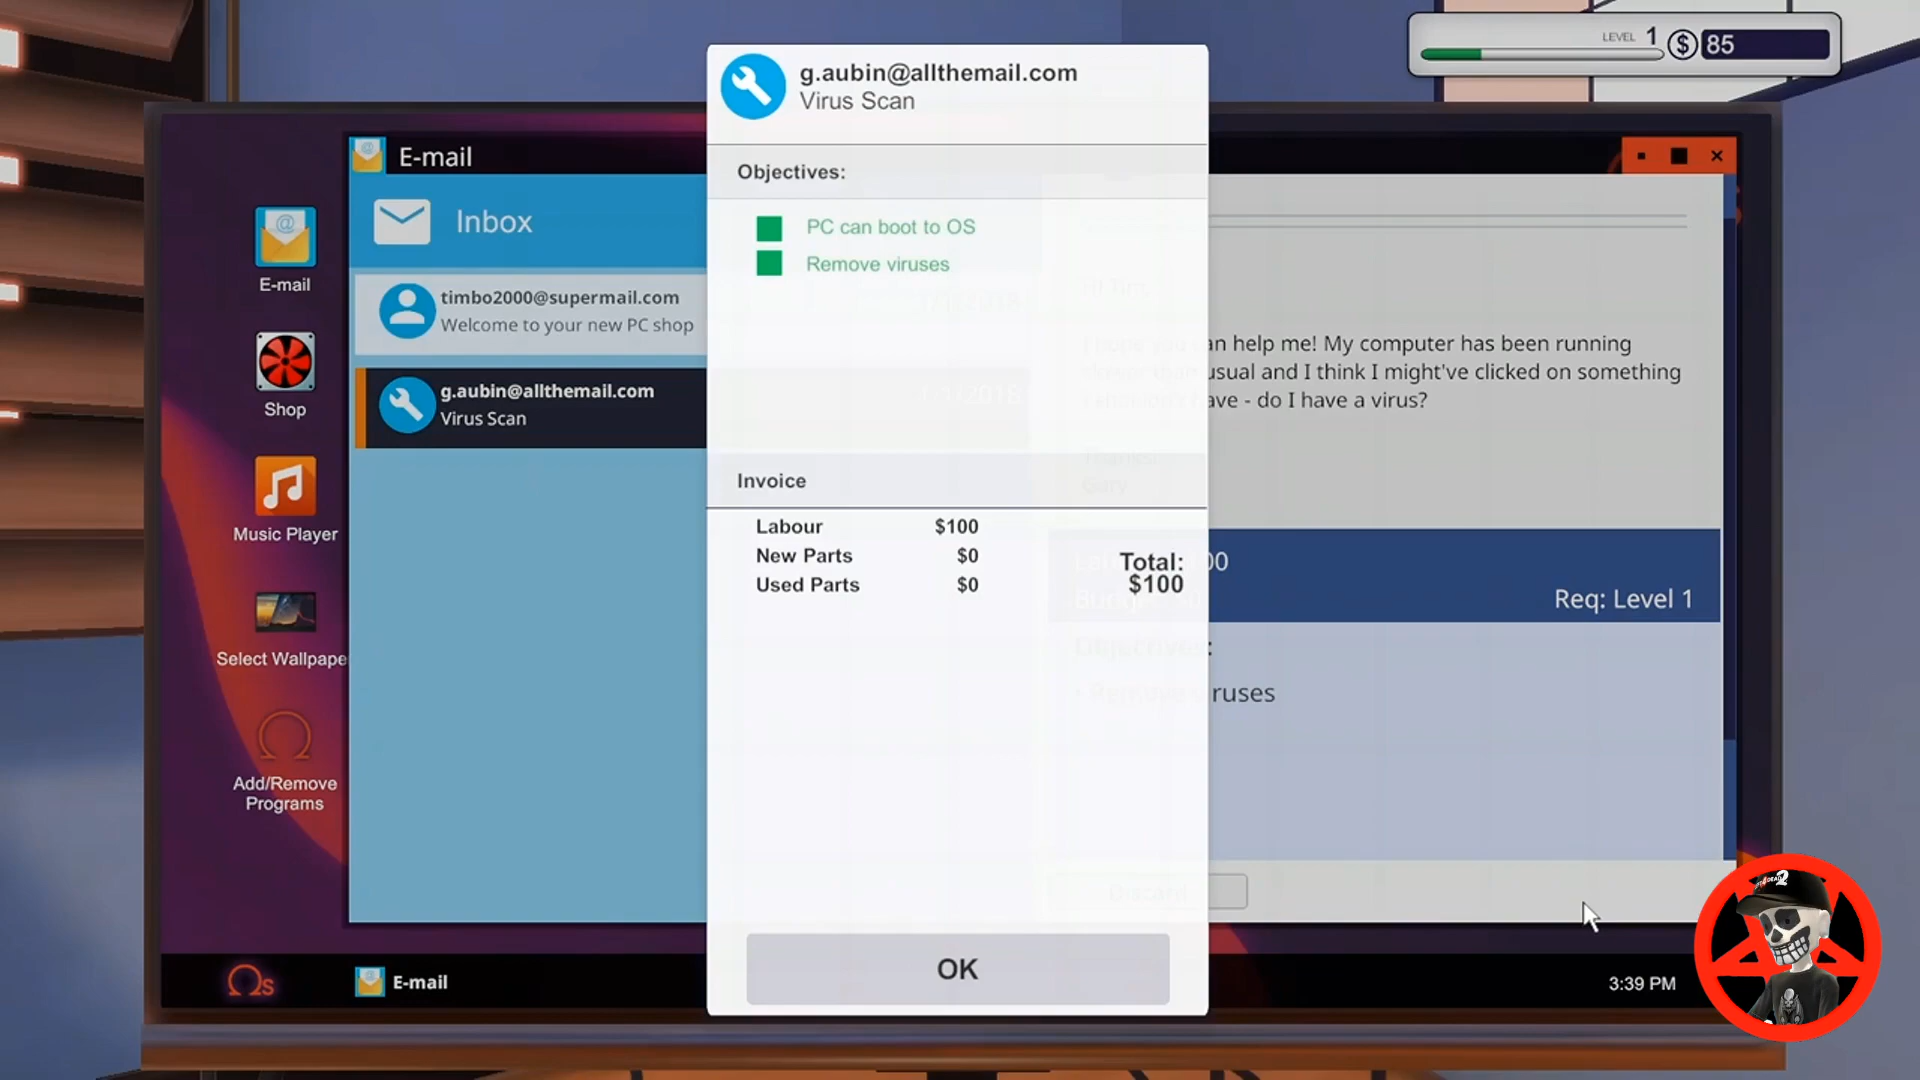 LEVEL 1 $ 85
g.aubin@allthemail.com
Virus Scan
E-mail
Objectives:
Inbox
PC can boot to OS
Remove viruses
E-mail
timbo2000@supermail.com
Welcome to your new PC shop
an help me! My computer has been running
usual and I think I might've clicked on something
ave - do I have a virus?
Shop
g.aubin@allthemail.com
Virus Scan
Invoice
Labour $100
New Parts $0
Used Parts $0
Total:
$100
Music Player
Req: Level 1
Select Wallpape
ruses
Add/Remove
Programs
Discard
OK
E-mail
3:39 PM